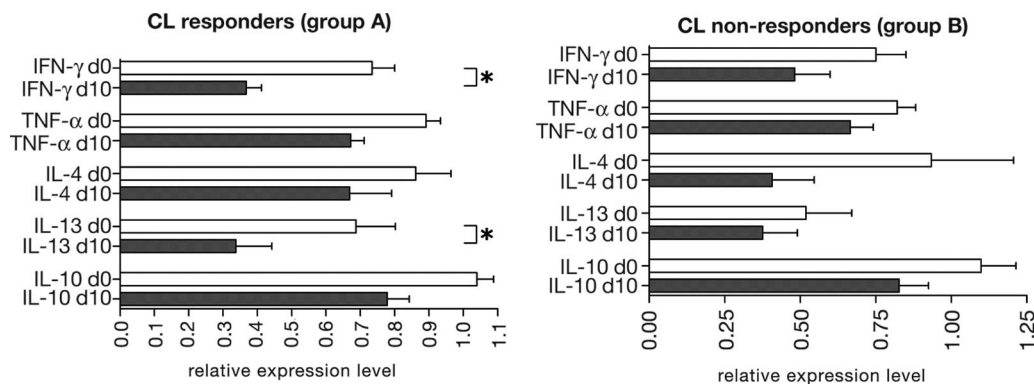 CL responders (group A)
IFN-γ d0
IFN-γ d10
TNF-α d0
TNF-α d10
IL-4 d0
IL-4 d10
IL-13 d0
IL-13 d10
IL-10 d0
IL-10 d10
*
*
0.0 0.1 0.2 0.3 0.4 0.5 0.6 0.7 0.8 0.9 1.0 1.1
relative expression level
CL non-responders (group B)
IFN-γ d0
IFN-γ d10
TNF-α d0
TNF-α d10
IL-4 d0
IL-4 d10
IL-13 d0
IL-13 d10
IL-10 d0
IL-10 d10
0.00 0.25 0.50 0.75 1.00 1.25
relative expression level